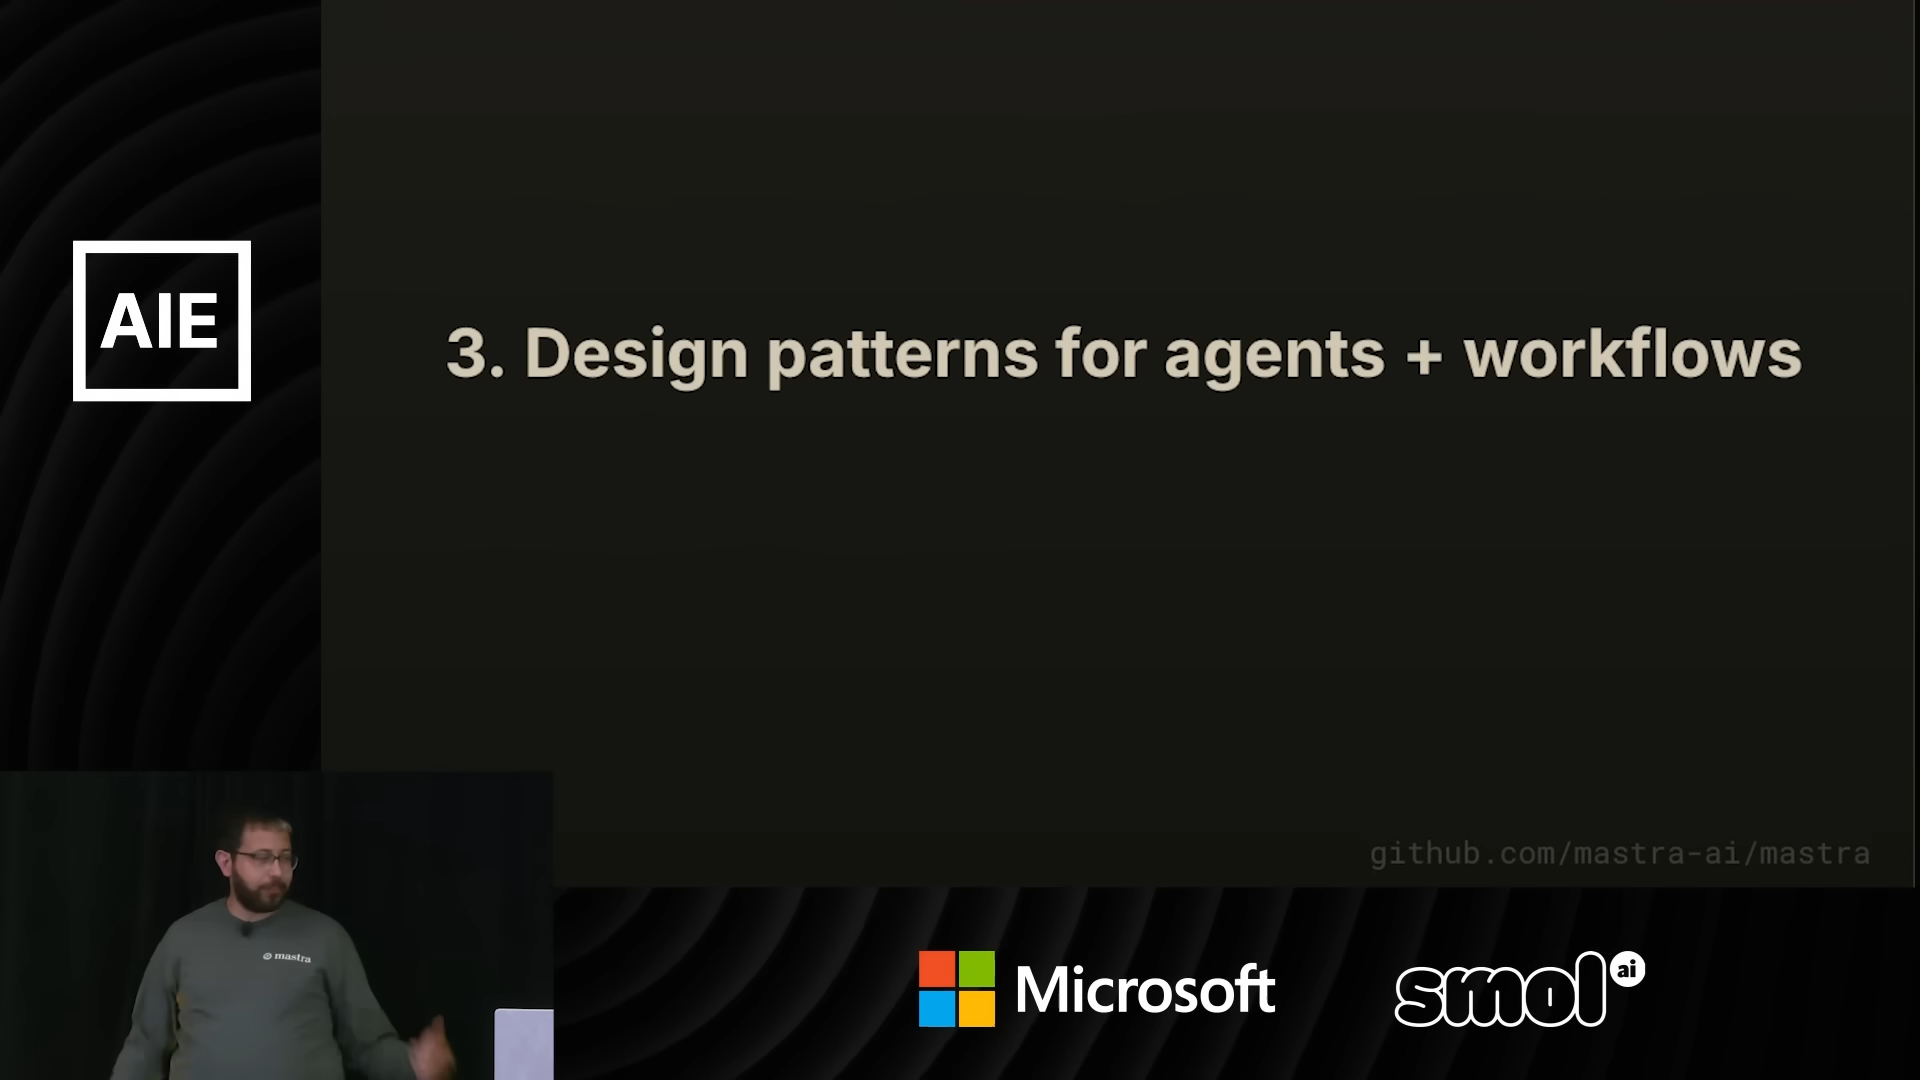 AIE
3. Design patterns for agents + workflows
github.com/mastra-ai/mastra
mastra
Microsoft
smol ai